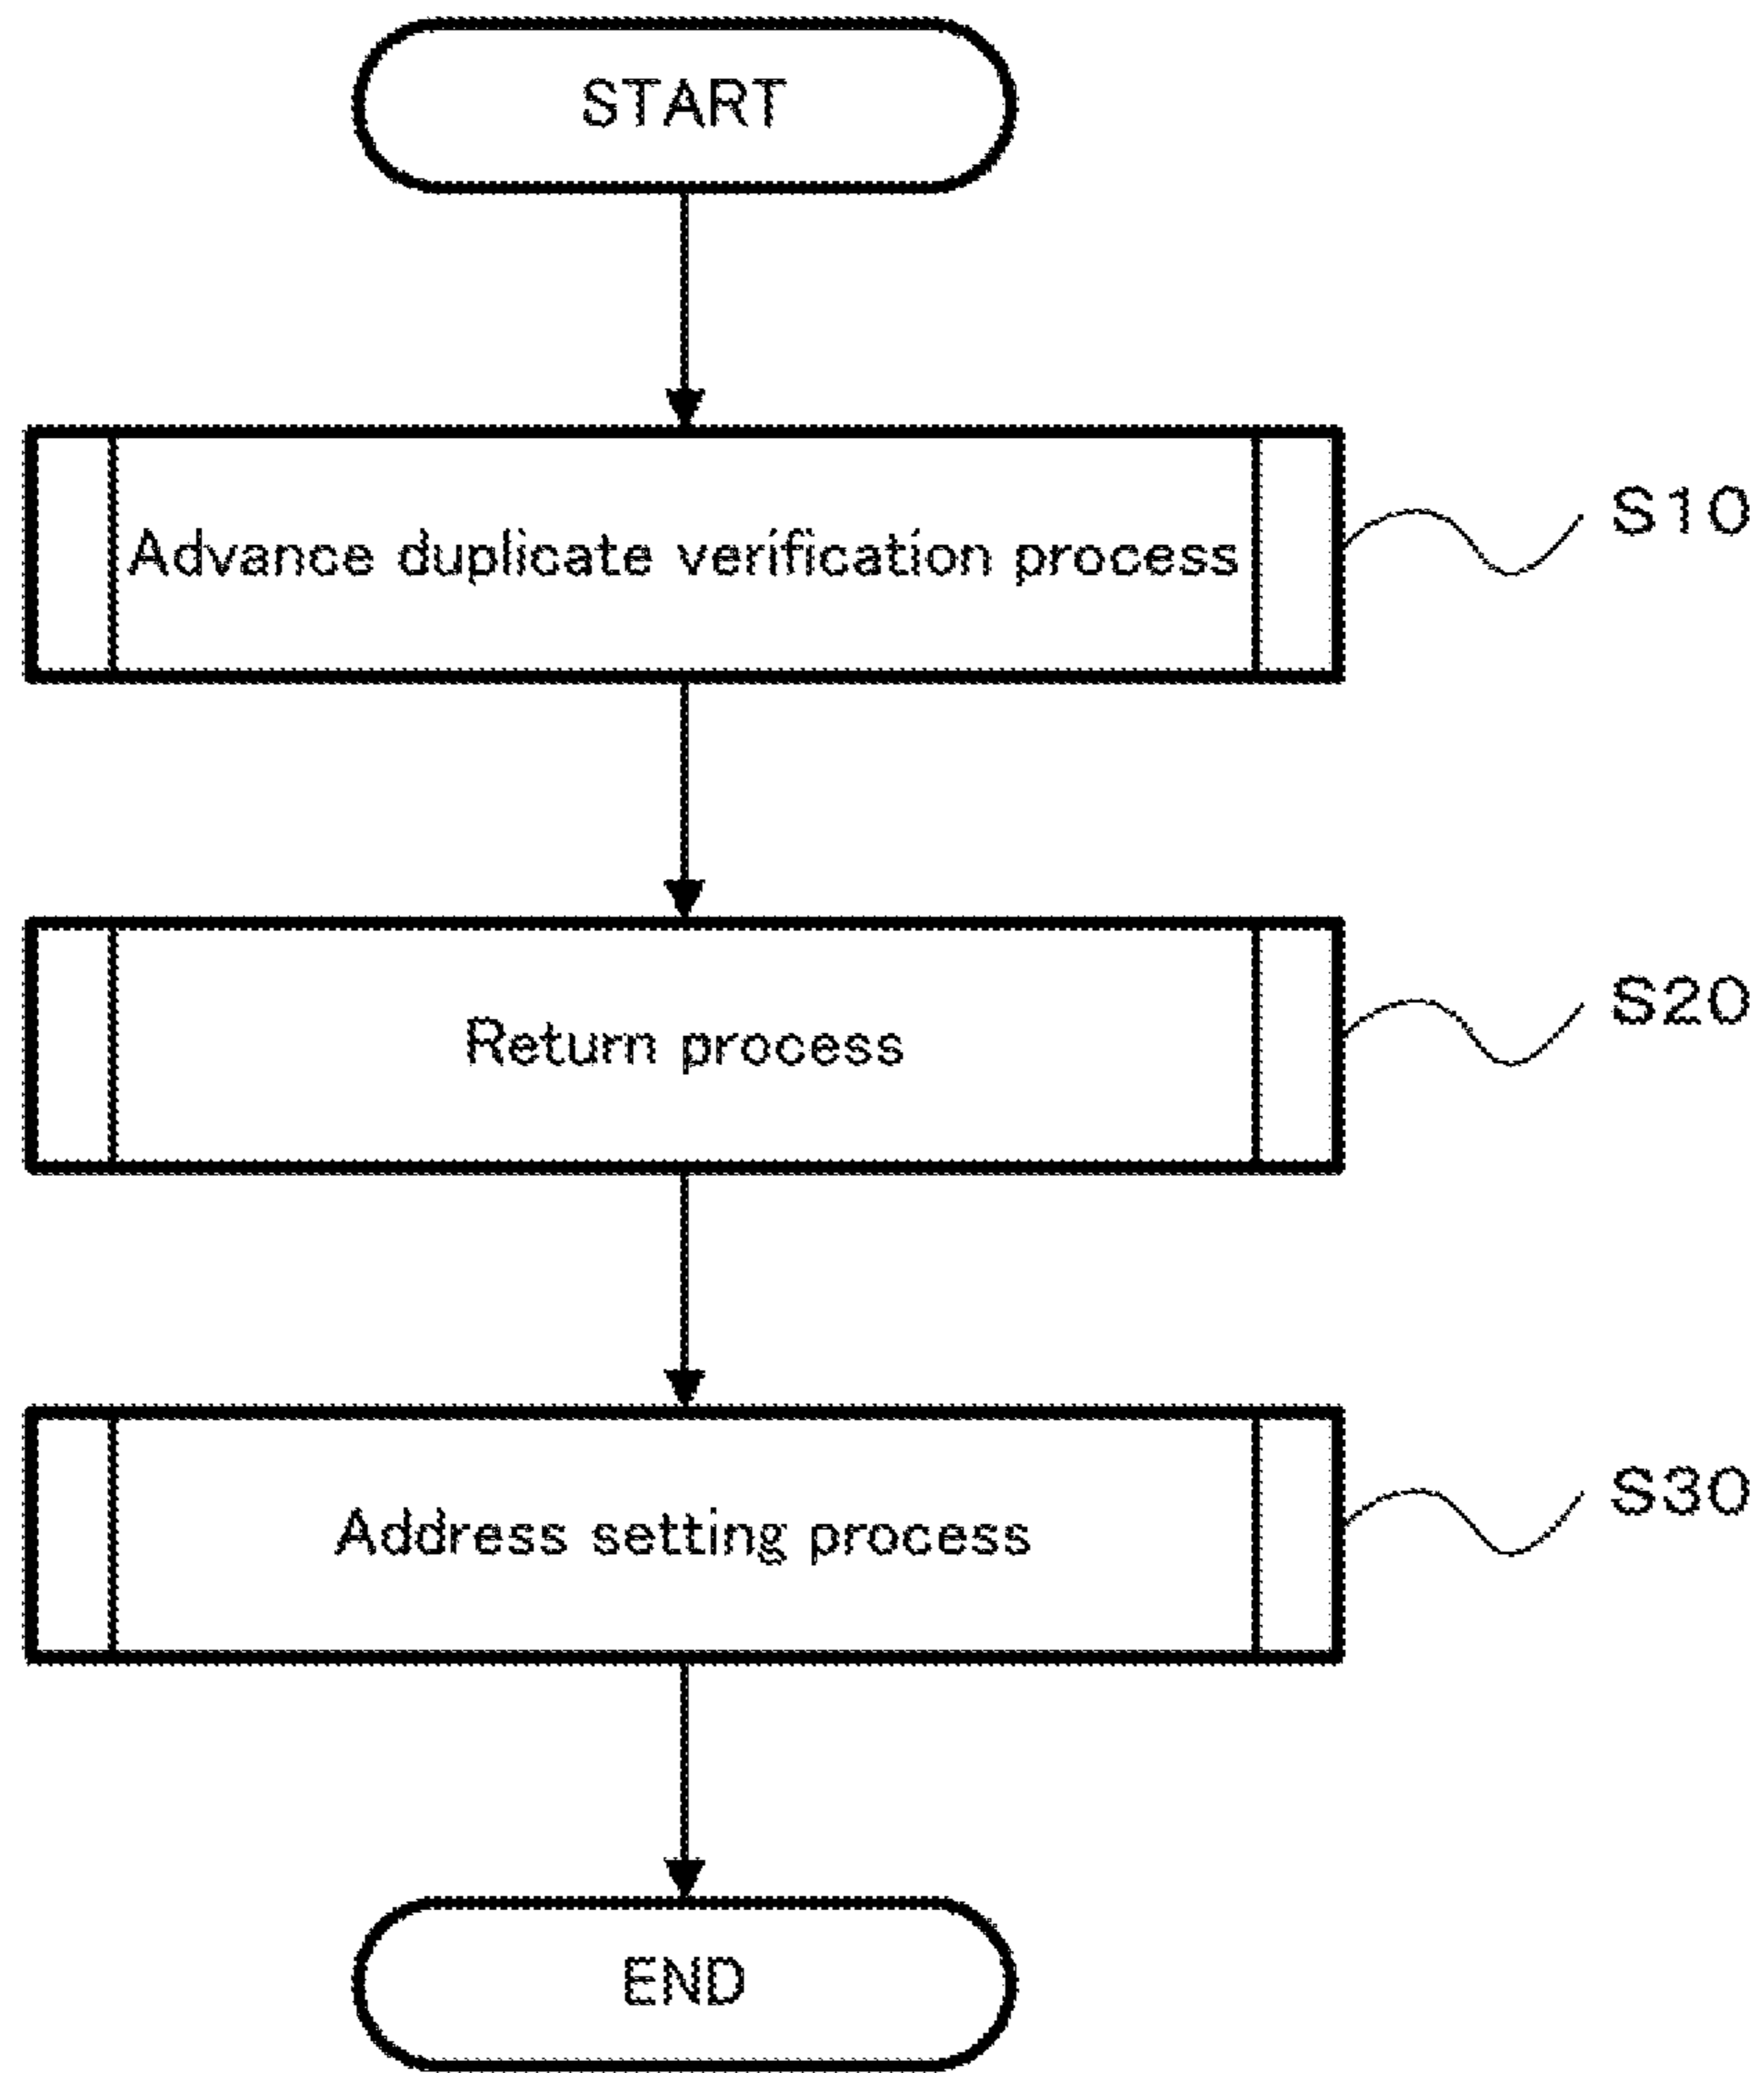 START
Advance duplicate verification process
S10
Return process
S20
Address setting process
S30
END